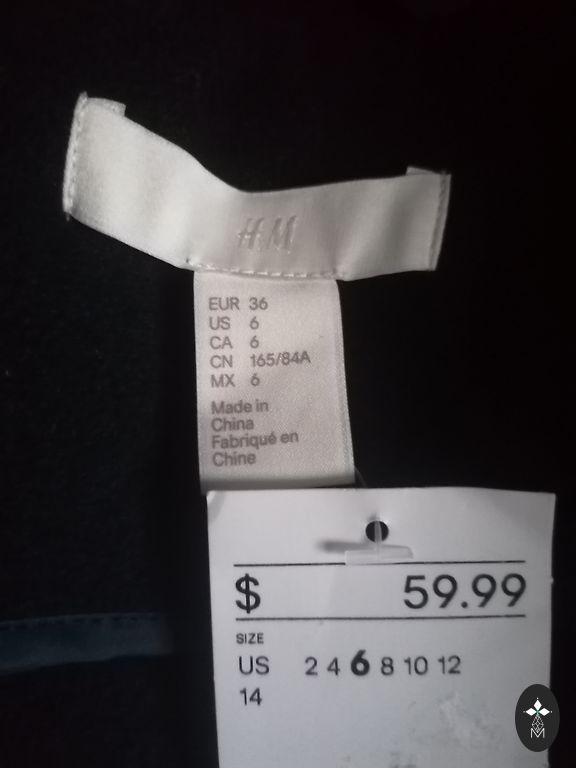 H&M
EUR 36
US 6
CA 6
CN 165/84A
MX 6
Made in
China
Fabriqué en
Chine
$ 59.99
SIZE
US 2 4 6 8 10 12
14
M